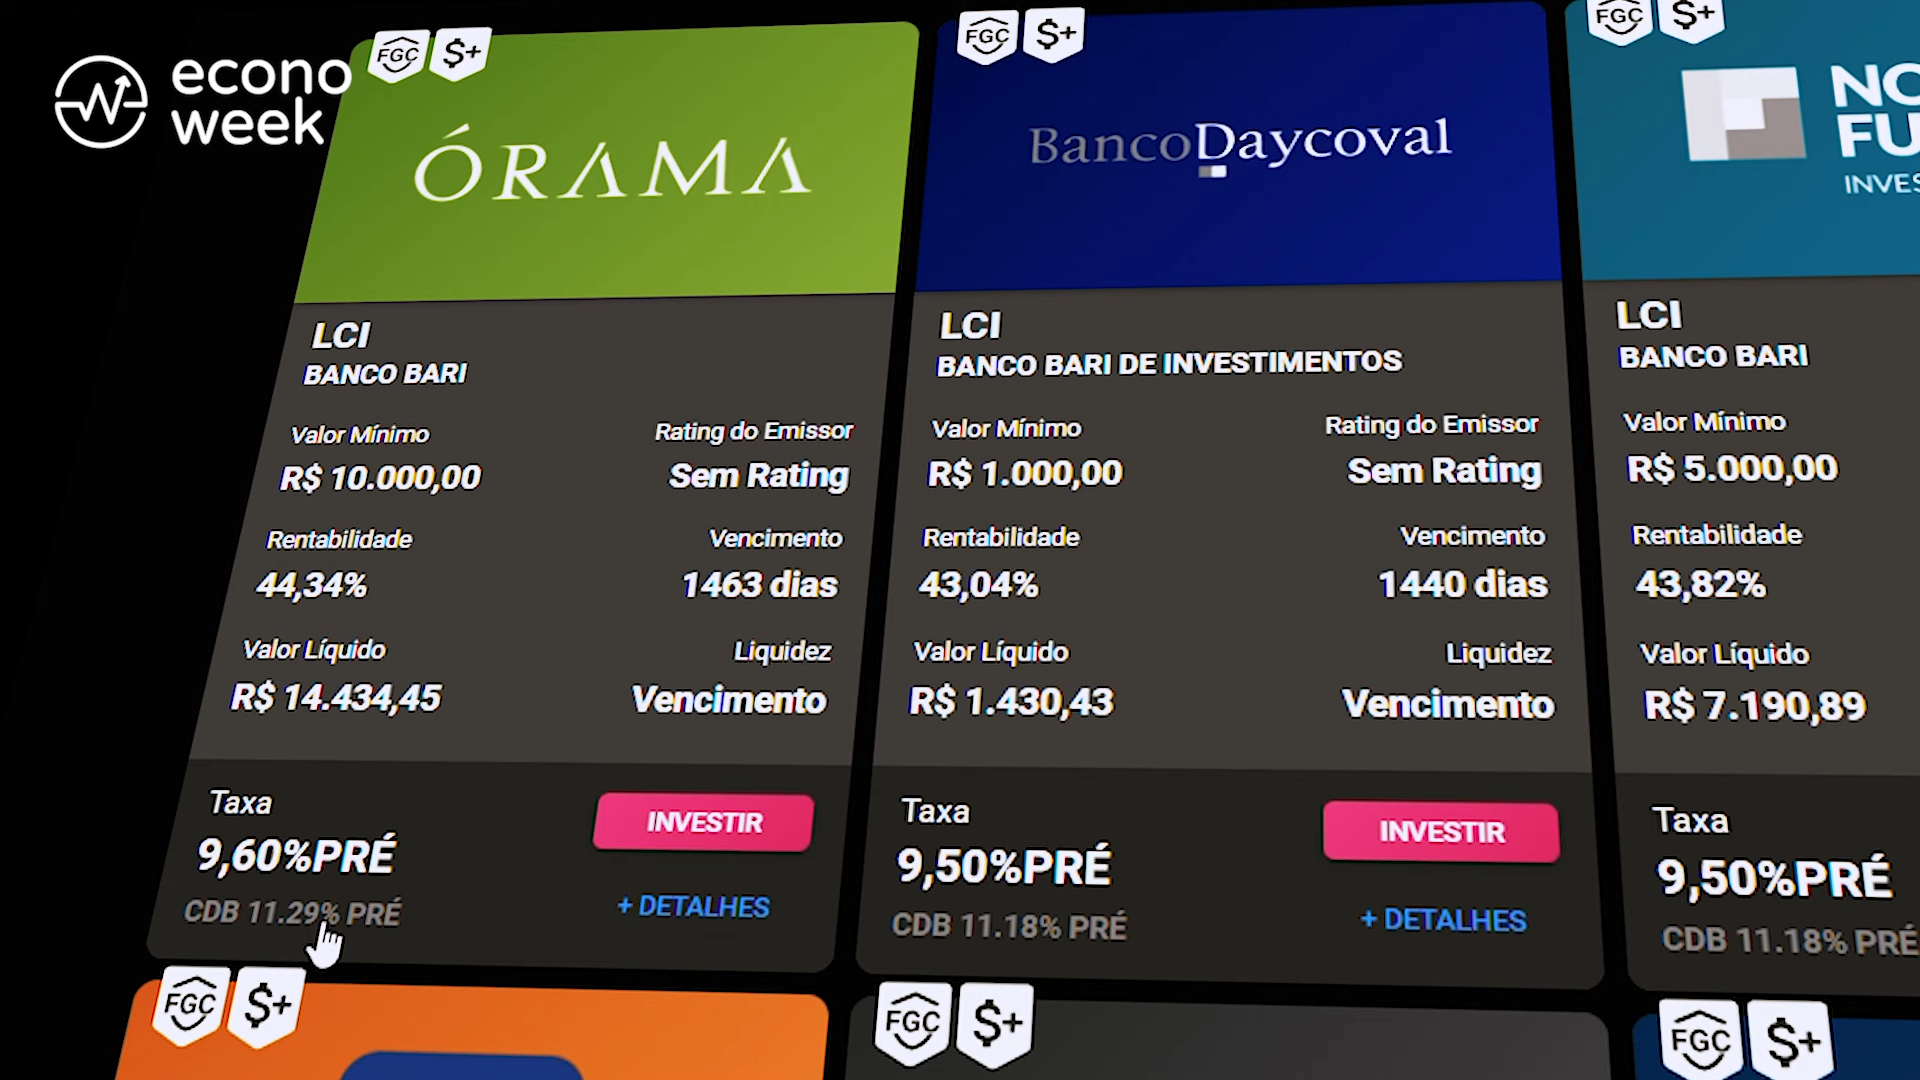 econo
week
FGC $+
ÓRAMA
LCI
BANCO BARI
Valor Mínimo
Rating do Emissor
R$ 10.000,00
Sem Rating
Rentabilidade
Vencimento
44,34%
1463 dias
Valor Líquido
Liquidez
R$ 14.434,45
Vencimento
Taxa
9,60%PRÉ
INVESTIR
CDB 11.29% PRÉ
+ DETALHES
FGC $+
BancoDaycoval
LCI
BANCO BARI DE INVESTIMENTOS
Valor Mínimo
Rating do Emissor
R$ 1.000,00
Sem Rating
Rentabilidade
Vencimento
43,04%
1440 dias
Valor Líquido
Liquidez
R$ 1.430,43
Vencimento
Taxa
9,50%PRÉ
INVESTIR
CDB 11.18% PRÉ
+ DETALHES
FGC $+
LCI
BANCO BARI
Valor Mínimo
R$ 5.000,00
Rentabilidade
43,82%
Valor Líquido
R$ 7.190,89
Taxa
9,50%PRÉ
CDB 11.18% PRÉ
FGC $+
FGC $+
FGC $+